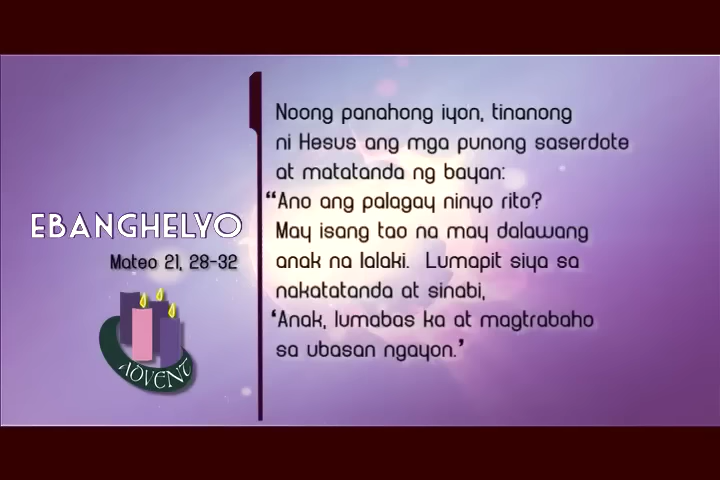 EBANGHELYO
Mateo 21, 28-32
ADVENT
Noong panahong iyon, tinanong
ni Hesus ang mga punong saserdote
at matatanda ng bayan:
“Ano ang palagay ninyo rito?
May isang tao na may dalawang
anak na lalaki. Lumapit siya sa
nakatatanda at sinabi,
‘Anak, lumabas ka at magtrabaho
sa ubasan ngayon.’